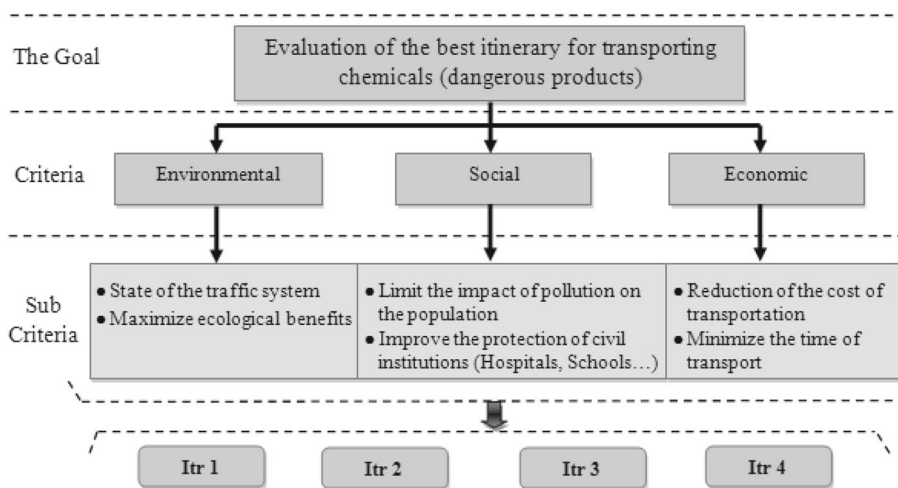 The Goal
Evaluation of the best itinerary for transporting
chemicals (dangerous products)
Criteria
Environmental
Social
Economic
Sub
Criteria
● State of the traffic system
● Maximize ecological benefits
● Limit the impact of pollution on
the population
● Improve the protection of civil
institutions (Hospitals, Schools…)
● Reduction of the cost of
transportation
● Minimize the time of
transport
Itr 1
Itr 2
Itr 3
Itr 4